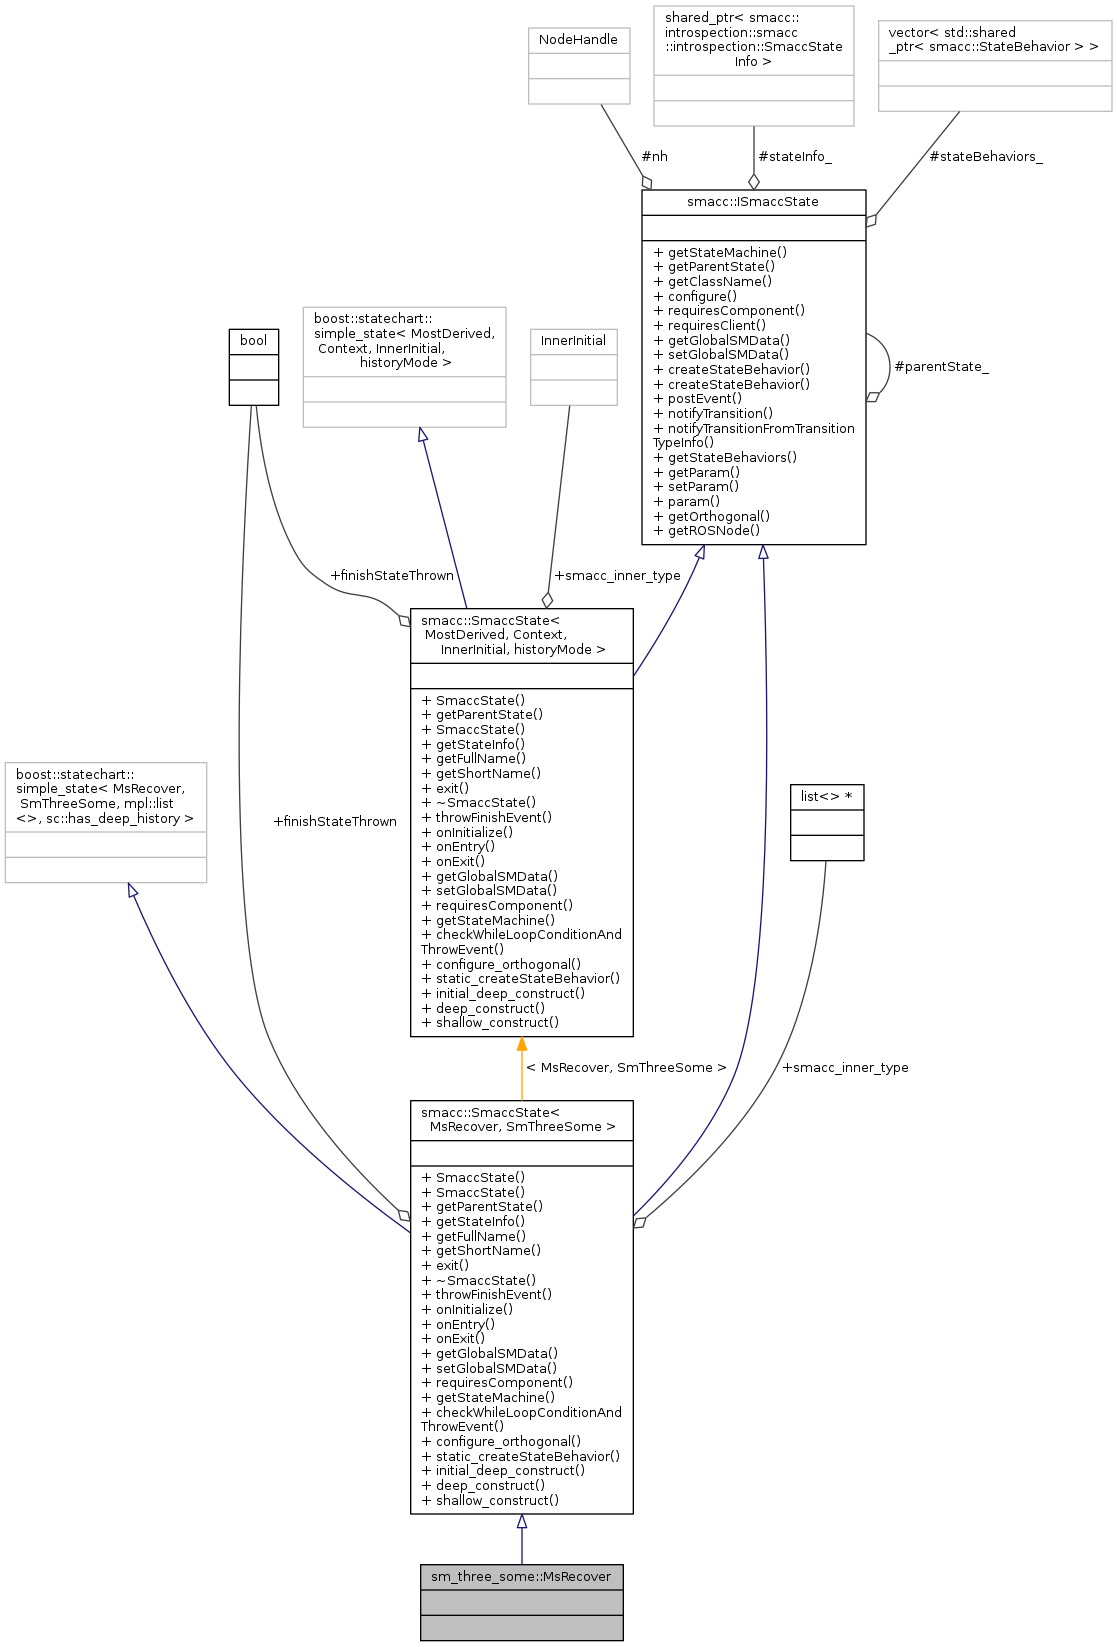 NodeHandle
shared_ptr< smacc::
introspection::smacc
::introspection::SmaccState
Info >
vector< std::shared
_ptr< smacc::StateBehavior > >
#nh
#stateInfo_
#stateBehaviors_
smacc::ISmaccState
+ getStateMachine()
+ getParentState()
+ getClassName()
+ configure()
+ requiresComponent()
+ requiresClient()
+ getGlobalSMData()
+ setGlobalSMData()
+ createStateBehavior()
+ createStateBehavior()
+ postEvent()
+ notifyTransition()
+ notifyTransitionFromTransition
TypeInfo()
+ getStateBehaviors()
+ getParam()
+ setParam()
+ param()
+ getOrthogonal()
+ getROSNode()
#parentState_
bool
boost::statechart::
simple_state< MostDerived,
Context, InnerInitial,
historyMode >
InnerInitial
+finishStateThrown
+smacc_inner_type
smacc::SmaccState<
MostDerived, Context,
InnerInitial, historyMode >
+ SmaccState()
+ getParentState()
+ SmaccState()
+ getStateInfo()
+ getFullName()
+ getShortName()
+ exit()
+ ~SmaccState()
+ throwFinishEvent()
+ onInitialize()
+ onEntry()
+ onExit()
+ getGlobalSMData()
+ setGlobalSMData()
+ requiresComponent()
+ getStateMachine()
+ checkWhileLoopConditionAnd
ThrowEvent()
+ configure_orthogonal()
+ static_createStateBehavior()
+ initial_deep_construct()
+ deep_construct()
+ shallow_construct()
boost::statechart::
simple_state< MsRecover,
SmThreeSome, mpl::list
<>, sc::has_deep_history >
+finishStateThrown
list<> *
< MsRecover, SmThreeSome >
+smacc_inner_type
smacc::SmaccState<
MsRecover, SmThreeSome >
+ SmaccState()
+ SmaccState()
+ getParentState()
+ getStateInfo()
+ getFullName()
+ getShortName()
+ exit()
+ ~SmaccState()
+ throwFinishEvent()
+ onInitialize()
+ onEntry()
+ onExit()
+ getGlobalSMData()
+ setGlobalSMData()
+ requiresComponent()
+ getStateMachine()
+ checkWhileLoopConditionAnd
ThrowEvent()
+ configure_orthogonal()
+ static_createStateBehavior()
+ initial_deep_construct()
+ deep_construct()
+ shallow_construct()
sm_three_some::MsRecover